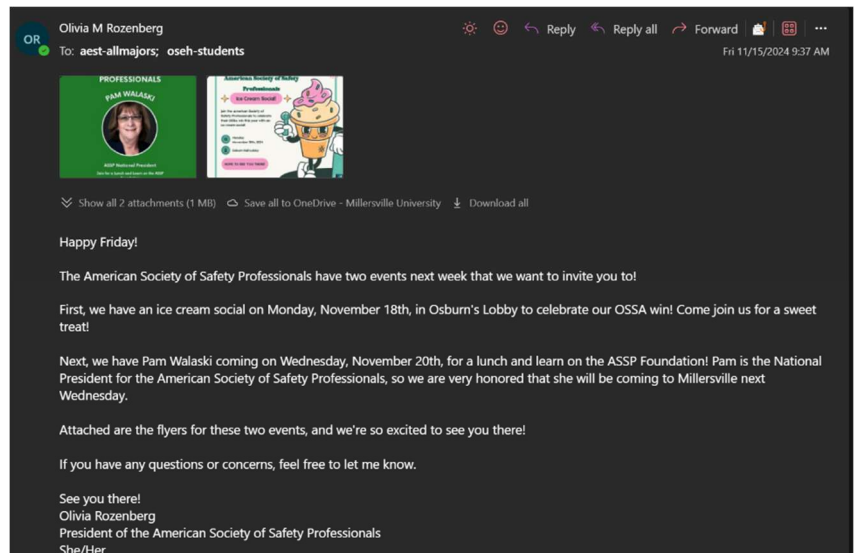 OR
Olivia M Rozenberg
Reply
Reply all
Forward
To: aest-allmajors; oseh-students
Fri 11/15/2024 9:37 AM
PROFESSIONALS
PAM WALASKI
ASSP National President
Join for a Lunch and Learn on the ASSP
American Society of Safety
Professionals
Ice Cream Social
Show all 2 attachments (1 MB)
Save all to OneDrive - Millersville University
Download all
Happy Friday!
The American Society of Safety Professionals have two events next week that we want to invite you to!
First, we have an ice cream social on Monday, November 18th, in Osburn's Lobby to celebrate our OSSA win! Come join us for a sweet
treat!
Next, we have Pam Walaski coming on Wednesday, November 20th, for a lunch and learn on the ASSP Foundation! Pam is the National
President for the American Society of Safety Professionals, so we are very honored that she will be coming to Millersville next
Wednesday.
Attached are the flyers for these two events, and we're so excited to see you there!
If you have any questions or concerns, feel free to let me know.
See you there!
Olivia Rozenberg
President of the American Society of Safety Professionals
She/Her